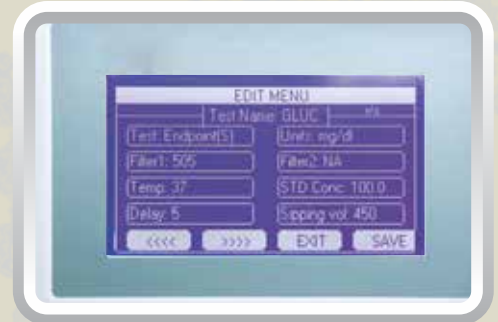 EDIT MENU
Test Name: GLUC
Test: Endpoint(S) Units: mg/dl
Filter1: 505 Filter2: NA
Temp: 37 STD Conc: 100.0
Delay: 5 Sipping vol: 450
<<<< >>>> EXIT SAVE